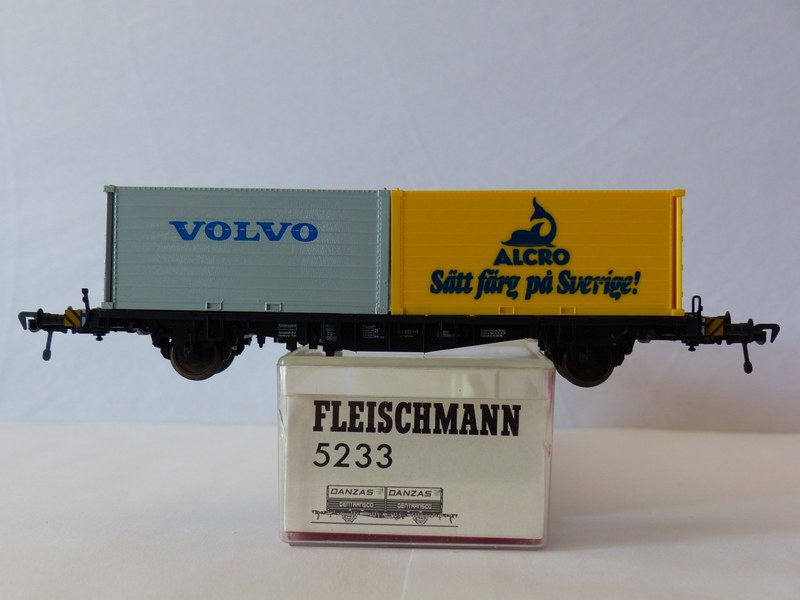 VOLVO
ALCRO
Sätt färg på Sverige!
FLEISCHMANN
5233
DANZAS DANZAS